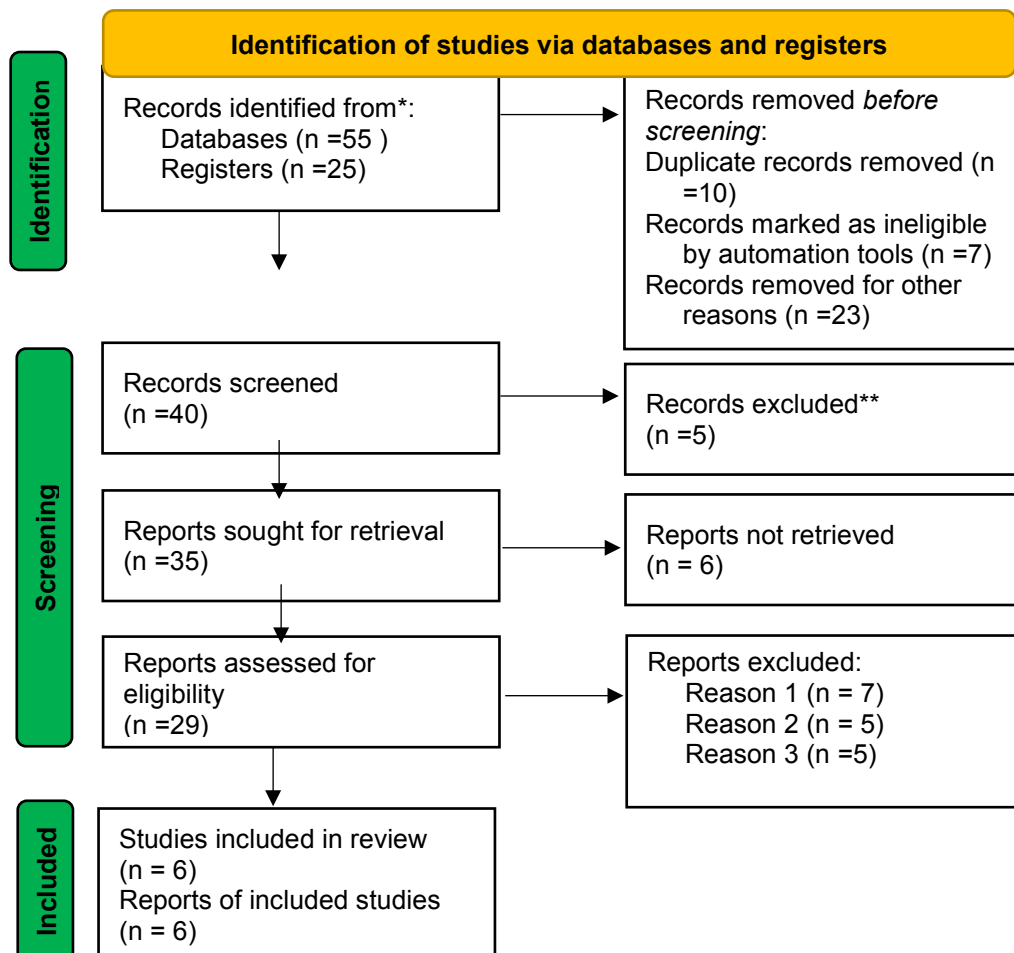 Identification of studies via databases and registers
Identification
Records identified from*:
Databases (n =55 )
Registers (n =25)
Records removed before
screening:
Duplicate records removed (n
=10)
Records marked as ineligible
by automation tools (n =7)
Records removed for other
reasons (n =23)
Screening
Records screened
(n =40)
Records excluded**
(n =5)
Reports sought for retrieval
(n =35)
Reports not retrieved
(n = 6)
Reports assessed for
eligibility
(n =29)
Reports excluded:
Reason 1 (n = 7)
Reason 2 (n = 5)
Reason 3 (n =5)
Included
Studies included in review
(n = 6)
Reports of included studies
(n = 6)